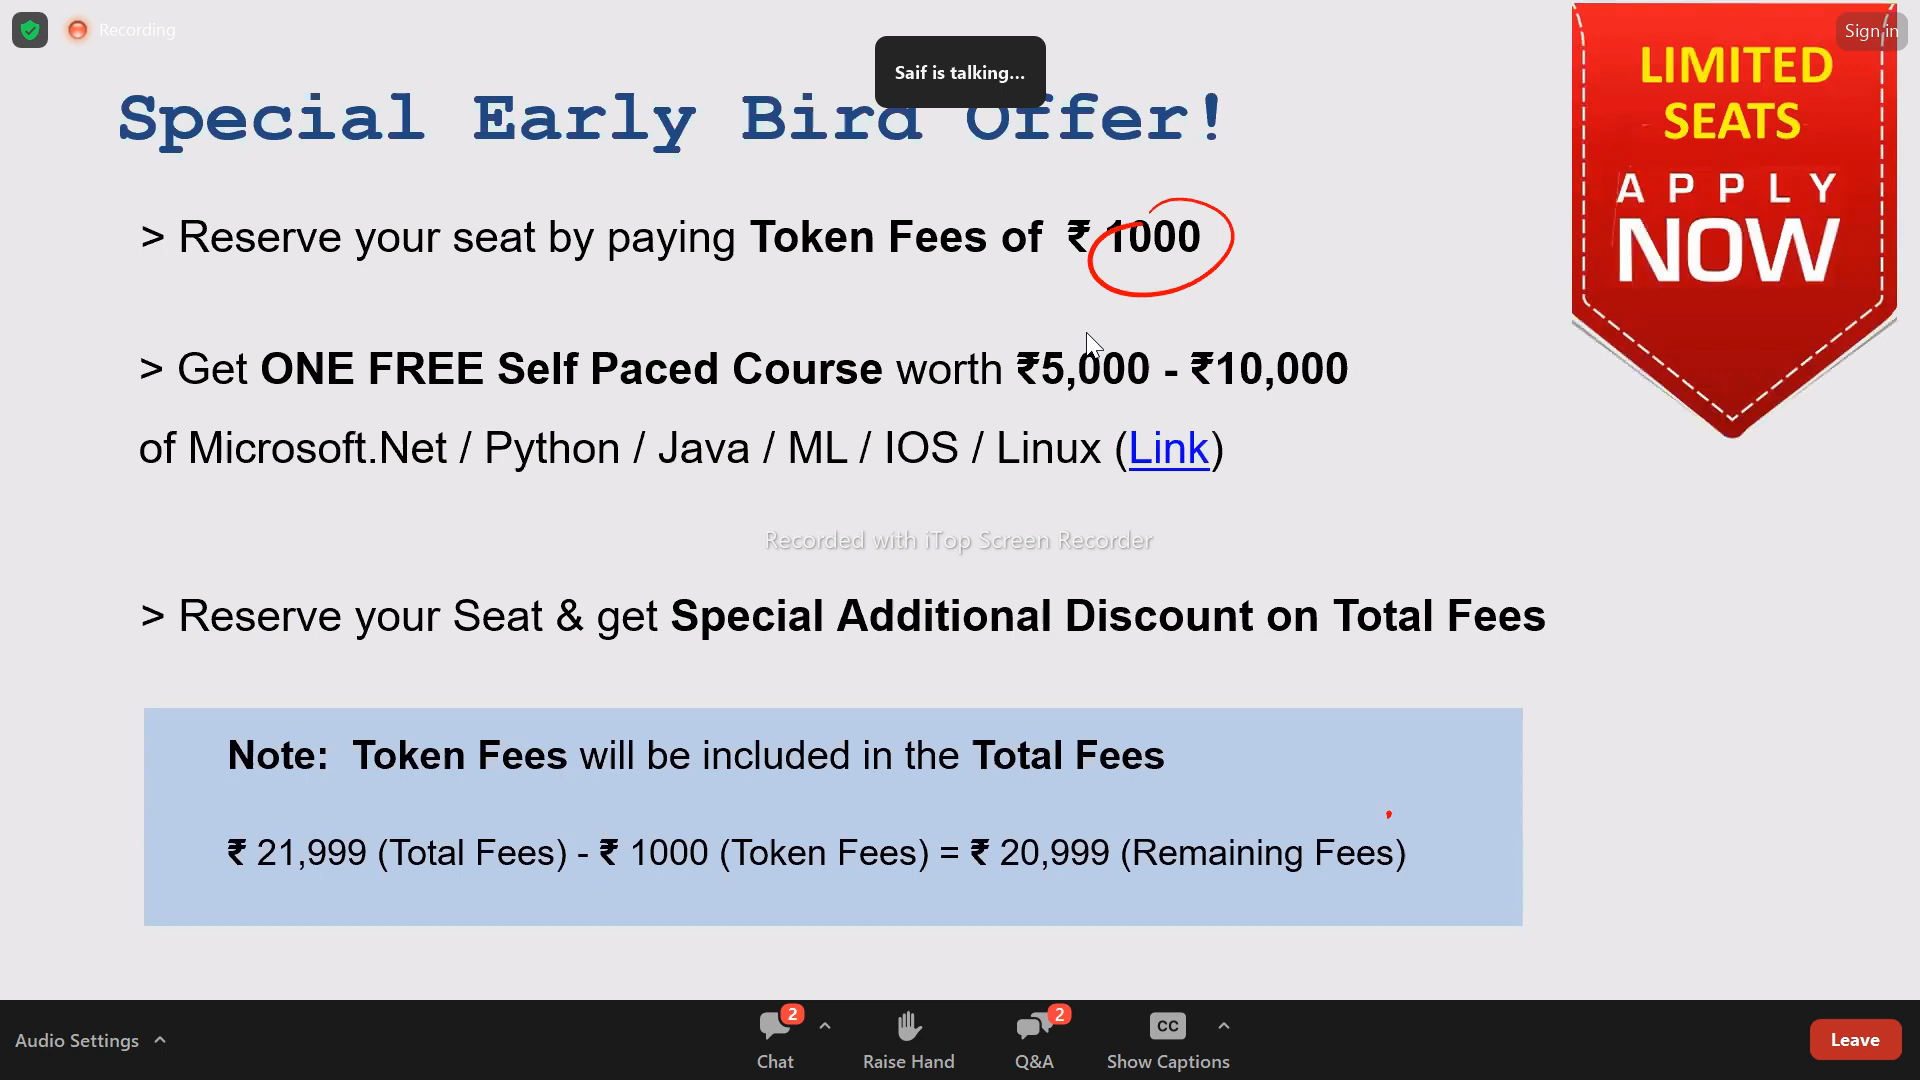 Recording
Sign in
Saif is talking...
Special Early Bird Offer!
LIMITED
SEATS
APPLY
NOW
> Reserve your seat by paying Token Fees of ₹ 1000
> Get ONE FREE Self Paced Course worth ₹5,000 - ₹10,000
of Microsoft.Net / Python / Java / ML / IOS / Linux (Link)
Recorded with iTop Screen Recorder
> Reserve your Seat & get Special Additional Discount on Total Fees
Note: Token Fees will be included in the Total Fees
₹ 21,999 (Total Fees) - ₹ 1000 (Token Fees) = ₹ 20,999 (Remaining Fees)
Audio Settings
2
Chat
Raise Hand
2
Q&A
CC
Show Captions
Leave